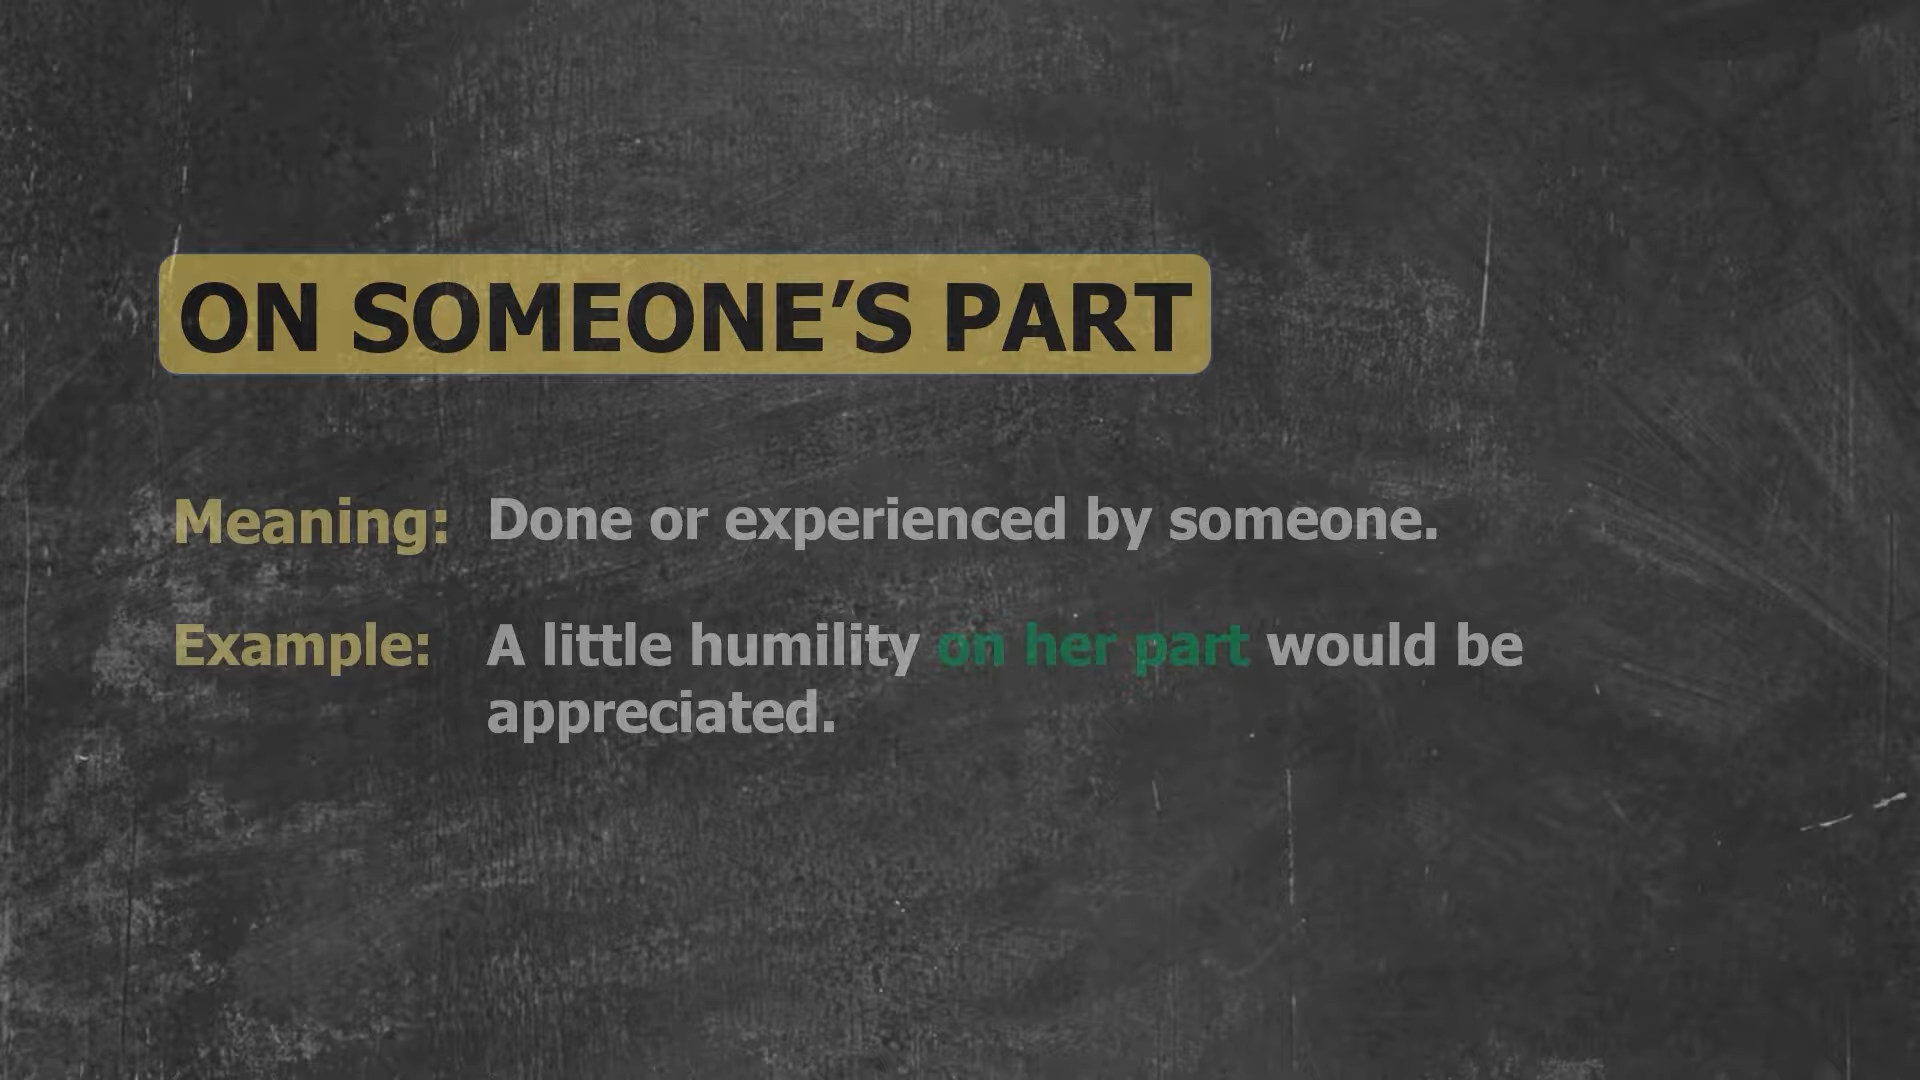 ON SOMEONE’S PART
Meaning: Done or experienced by someone.
Example: A little humility on her part would be
appreciated.